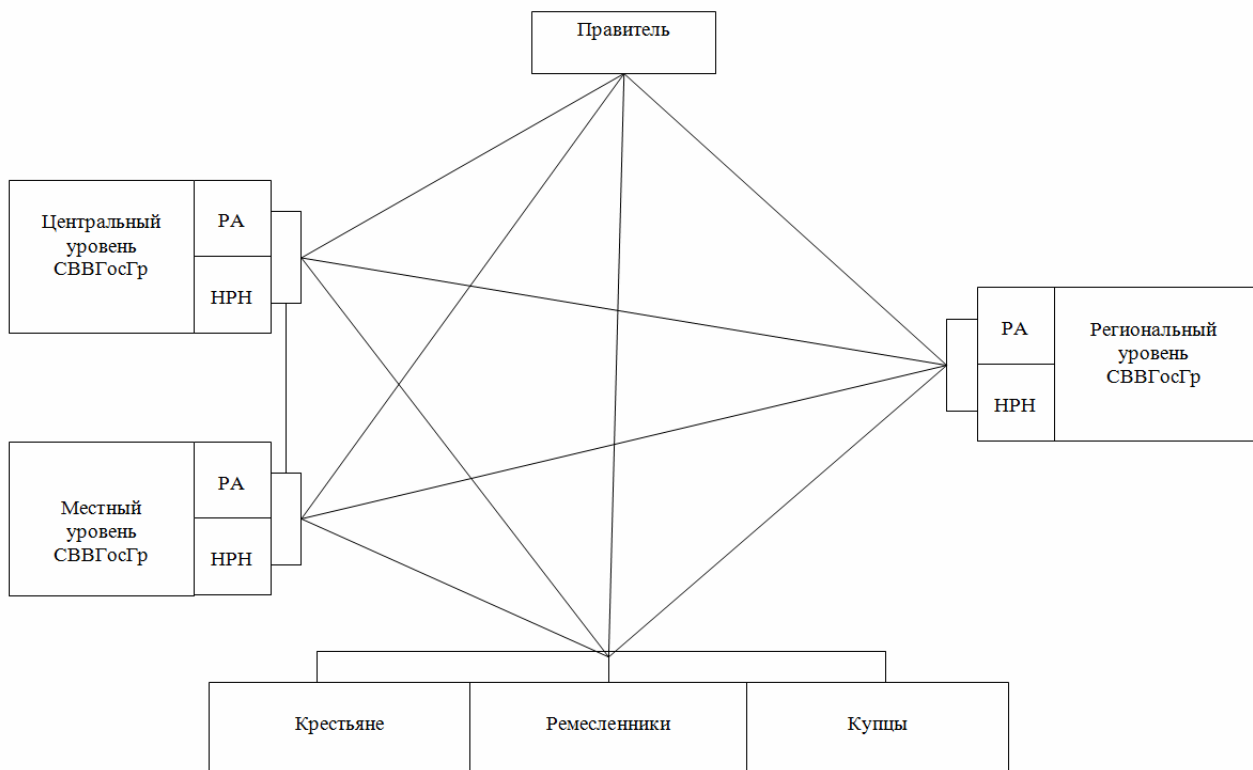 Правитель
Центральный
уровень
СВВГосГр
РА
НРН
РА
НРН
Региональный
уровень
СВВГосГр
Местный
уровень
СВВГосГр
РА
НРН
Крестьяне
Ремесленники
Купцы